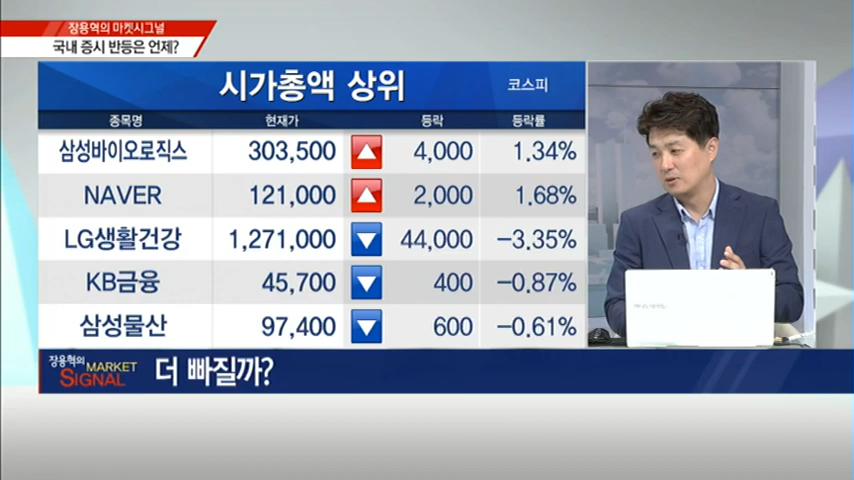 장용혁의 마켓시그널
국내 증시 반등은 언제?
시가총액 상위 코스피
종목명 현재가 등락 등락률
삼성바이오로직스 303,500 ▲ 4,000 1.34%
NAVER 121,000 ▲ 2,000 1.68%
LG생활건강 1,271,000 ▼ 44,000 -3.35%
KB금융 45,700 ▼ 400 -0.87%
삼성물산 97,400 ▼ 600 -0.61%
장용혁의
MARKET
SIGNAL
더 빠질까?